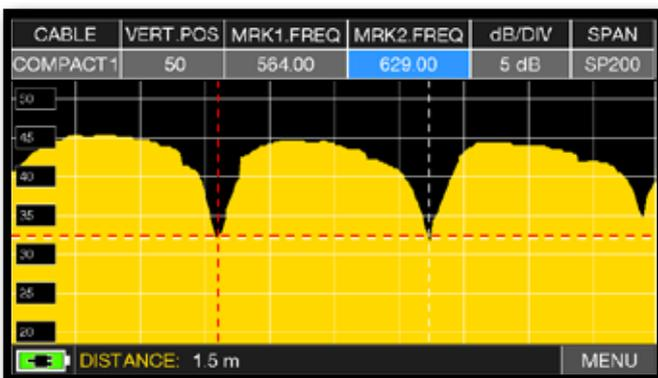 CABLE VERT.POS MRK1.FREQ MRK2.FREQ dB/DIV SPAN
COMPACT1 50 564.00 629.00 5 dB SP200
50
45
40
35
30
25
20
DISTANCE: 1.5 m MENU